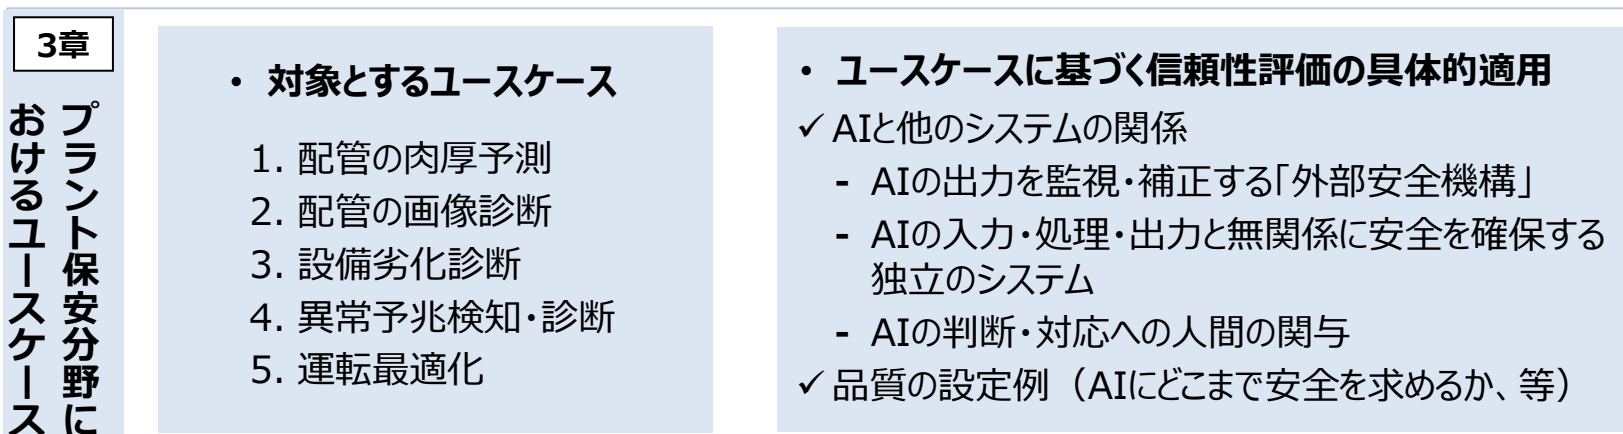 3章
プラント保安分野に
おけるユースケース
• 対象とするユースケース
1. 配管の肉厚予測
2. 配管の画像診断
3. 設備劣化診断
4. 異常予兆検知・診断
5. 運転最適化
• ユースケースに基づく信頼性評価の具体的適用
✓ AIと他のシステムの関係
- AIの出力を監視・補正する「外部安全機構」
- AIの入力・処理・出力と無関係に安全を確保する
独立のシステム
- AIの判断・対応への人間の関与
✓ 品質の設定例（AIにどこまで安全を求めるか、等）